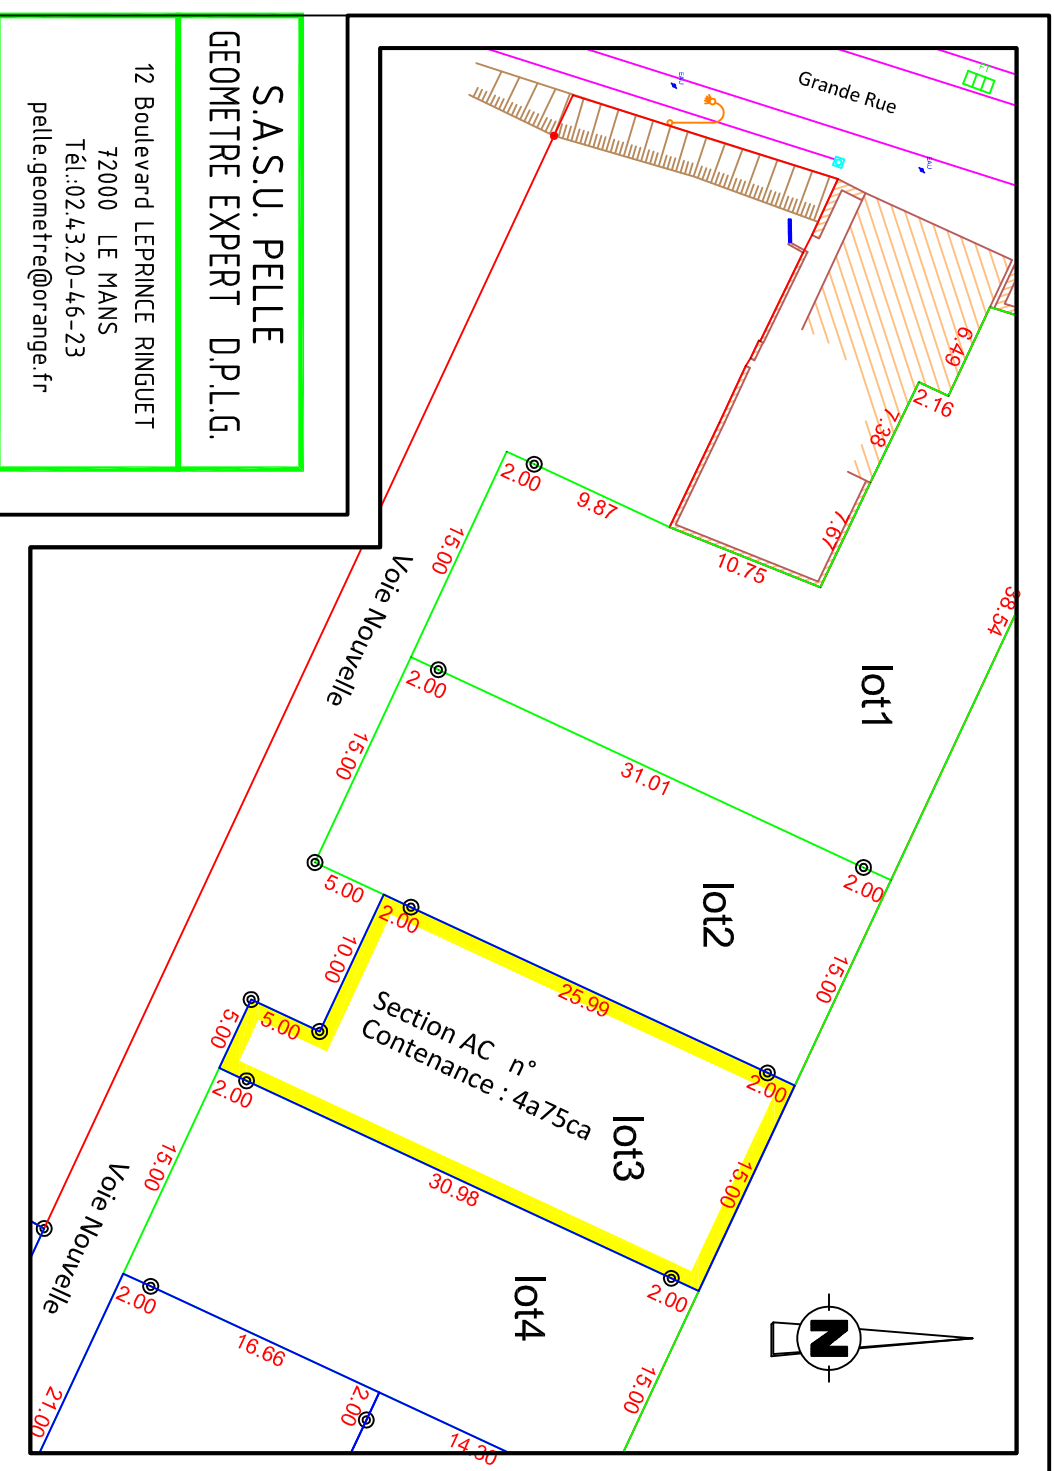 S.A.S.U. PELLE
GEOMETRE EXPERT D.P.L.G.
12 Boulevard LEPRINCE RINGUET
72000 LE MANS
Tél.:02.43.20-46-23
pelle.geometre@orange.fr
Grande Rue
EAU
EAU
FT
6.49
2.16
7.38
7.67
10.75
9.87
2.00
15.00
38.54
lot1
Voie Nouvelle
2.00
31.01
2.00
15.00
lot2
5.00
15.00
2.00
25.99
2.00
10.00
5.00
5.00
Section AC n°
Contenance : 4a75ca
lot3
15.00
2.00
30.98
2.00
15.00
lot4
Voie Nouvelle
2.00
16.66
2.00
14.30
15.00
21.00
N